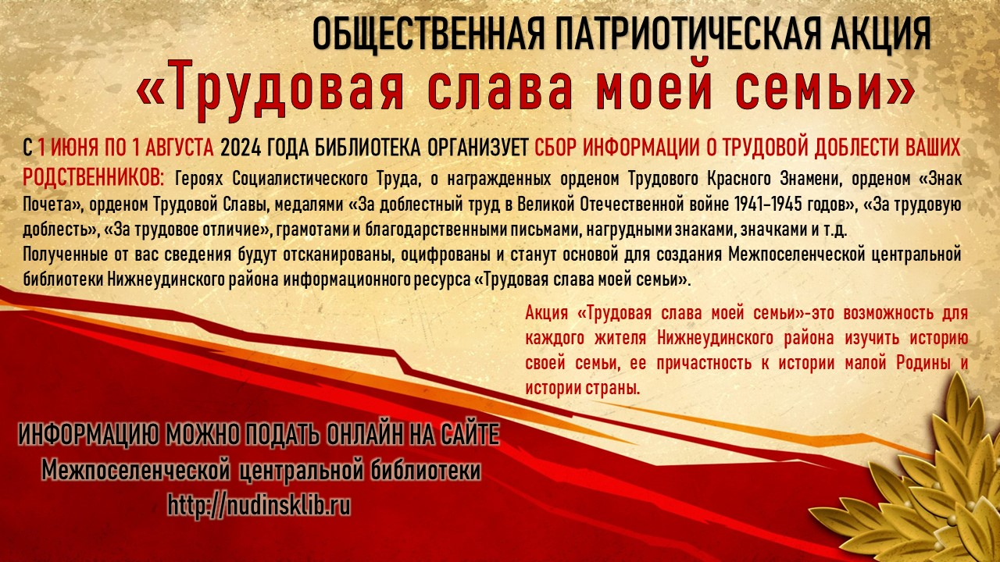 ОБЩЕСТВЕННАЯ ПАТРИОТИЧЕСКАЯ АКЦИЯ
«Трудовая слава моей семьи»
С 1 ИЮНЯ ПО 1 АВГУСТА 2024 ГОДА БИБЛИОТЕКА ОРГАНИЗУЕТ СБОР ИНФОРМАЦИИ О ТРУДОВОЙ ДОБЛЕСТИ ВАШИХ
РОДСТВЕННИКОВ: Героях Социалистического Труда, о награжденных орденом Трудового Красного Знамени, орденом «Знак
Почета», орденом Трудовой Славы, медалями «За доблестный труд в Великой Отечественной войне 1941–1945 годов», «За трудовую
доблесть», «За трудовое отличие», грамотами и благодарственными письмами, нагрудными знаками, значками и т.д.
Полученные от вас сведения будут отсканированы, оцифрованы и станут основой для создания Межпоселенческой центральной
библиотеки Нижнеудинского района информационного ресурса «Трудовая слава моей семьи».
Акция «Трудовая слава моей семьи»-это возможность для
каждого жителя Нижнеудинского района изучить историю
своей семьи, ее причастность к истории малой Родины и
истории страны.
ИНФОРМАЦИЮ МОЖНО ПОДАТЬ ОНЛАЙН НА САЙТЕ
Межпоселенческой центральной библиотеки
http://nudinsklib.ru